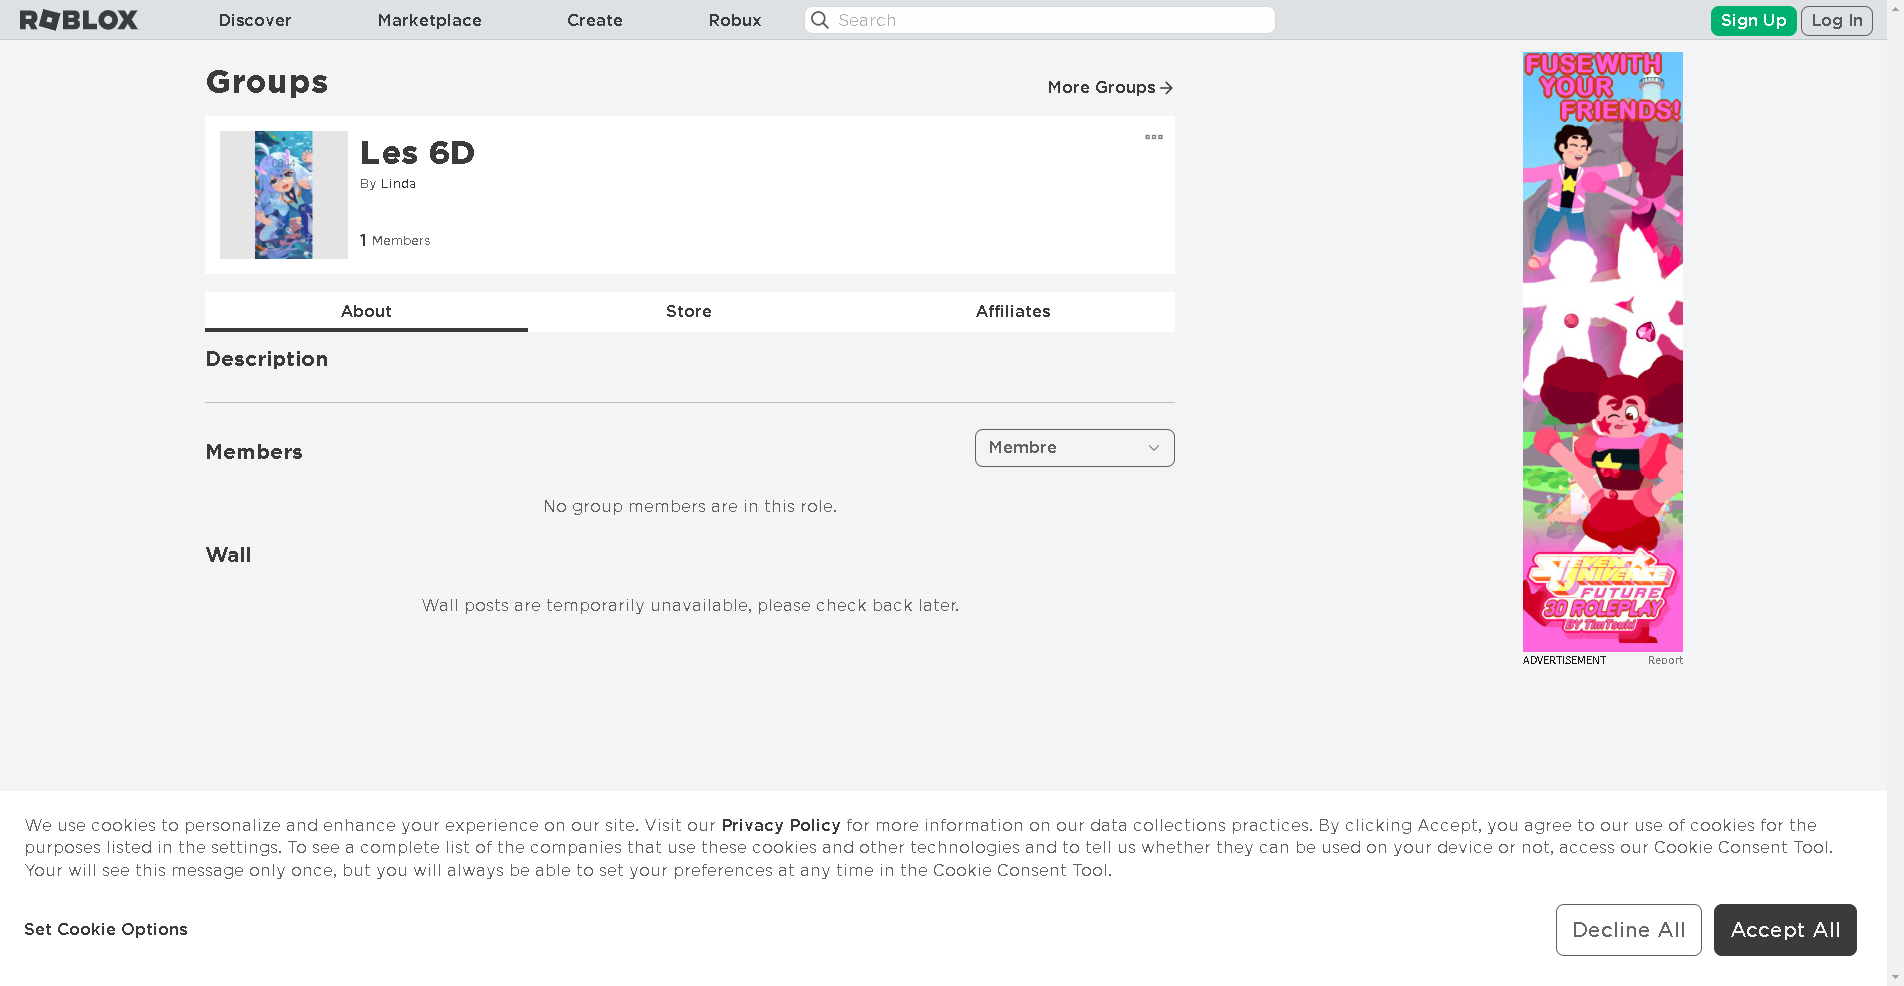 ROBLOX
Discover
Marketplace
Create
Robux
Search
Sign Up
Log In
Groups
More Groups
Les 6D
By Linda
1 Members
About
Store
Affiliates
Description
Members
Membre
No group members are in this role.
Wall
Wall posts are temporarily unavailable, please check back later.
FUSE WITH
YOUR
FRIENDS!
STEVEN
UNIVERSE
FUTURE
3D ROLEPLAY
BY TimTsuki
ADVERTISEMENT
Report
We use cookies to personalize and enhance your experience on our site. Visit our Privacy Policy for more information on our data collections practices. By clicking Accept, you agree to our use of cookies for the
purposes listed in the settings. To see a complete list of the companies that use these cookies and other technologies and to tell us whether they can be used on your device or not, access our Cookie Consent Tool.
Your will see this message only once, but you will always be able to set your preferences at any time in the Cookie Consent Tool.
Set Cookie Options
Decline All
Accept All